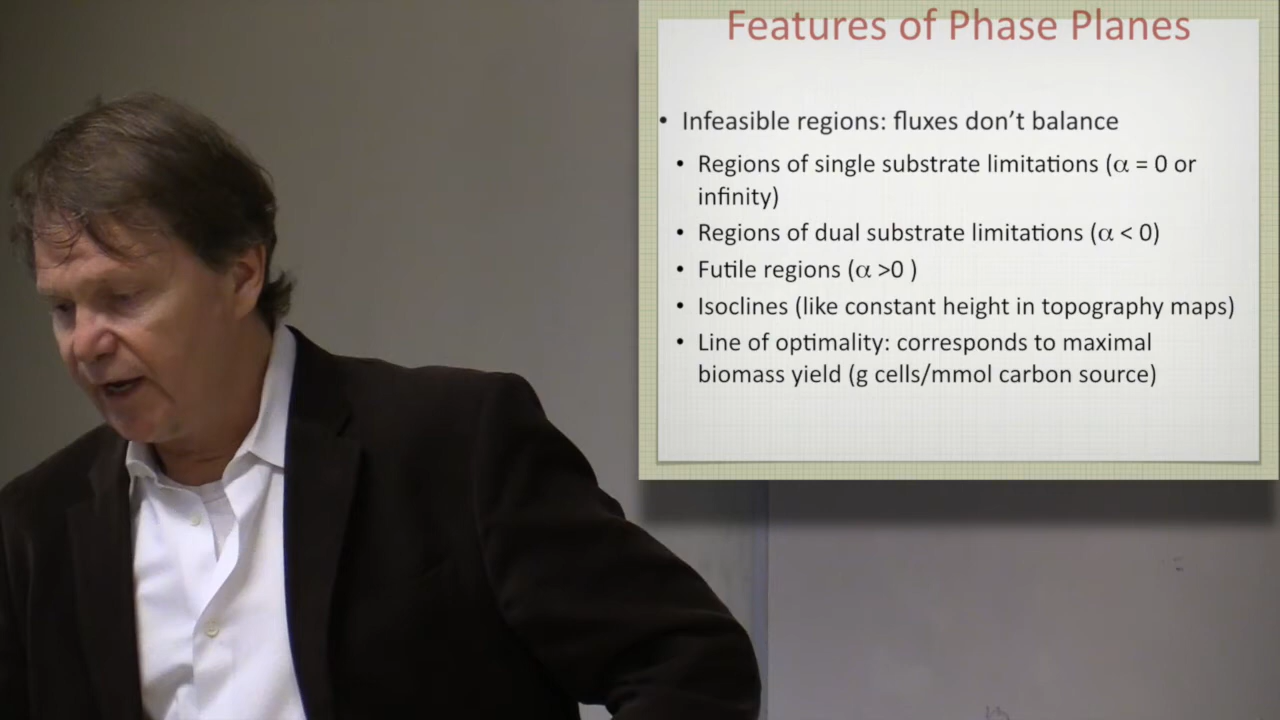 Features of Phase Planes
• Infeasible regions: fluxes don't balance
• Regions of single substrate limitations (α = 0 or
infinity)
• Regions of dual substrate limitations (α < 0)
• Futile regions (α >0 )
• Isoclines (like constant height in topography maps)
• Line of optimality: corresponds to maximal
biomass yield (g cells/mmol carbon source)